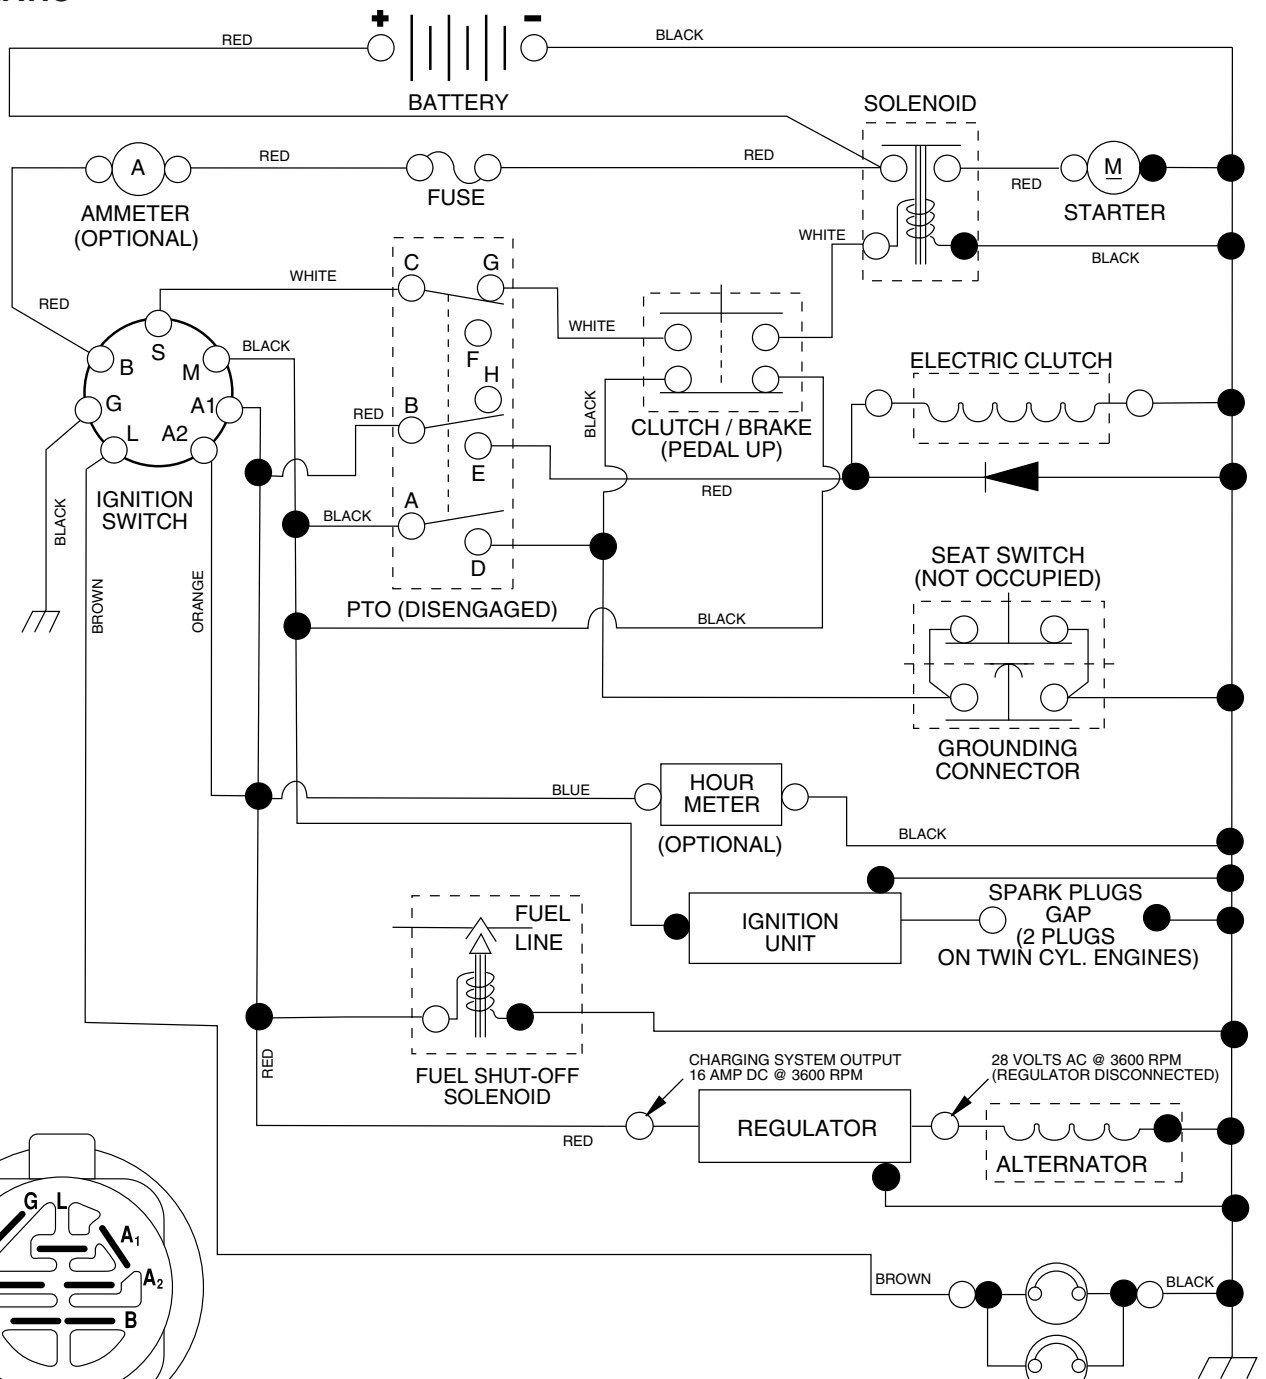 + −
RED
BLACK
BATTERY
SOLENOID
A
RED
RED
FUSE
M
RED
STARTER
AMMETER
(OPTIONAL)
WHITE
BLACK
WHITE
C G
RED
WHITE
S
B
M
BLACK
F
H
ELECTRIC CLUTCH
G
A1
RED
B
BLACK
CLUTCH / BRAKE
(PEDAL UP)
L
A2
E
RED
IGNITION
SWITCH
BLACK
A
BLACK
D
SEAT SWITCH
(NOT OCCUPIED)
BROWN
ORANGE
PTO (DISENGAGED)
BLACK
GROUNDING
CONNECTOR
BLUE
HOUR
METER
(OPTIONAL)
BLACK
FUEL
LINE
IGNITION
UNIT
SPARK PLUGS
GAP
(2 PLUGS
ON TWIN CYL. ENGINES)
RED
FUEL SHUT-OFF
SOLENOID
CHARGING SYSTEM OUTPUT
16 AMP DC @ 3600 RPM
28 VOLTS AC @ 3600 RPM
(REGULATOR DISCONNECTED)
RED
REGULATOR
ALTERNATOR
G L
A1
A2
B
BROWN
BLACK